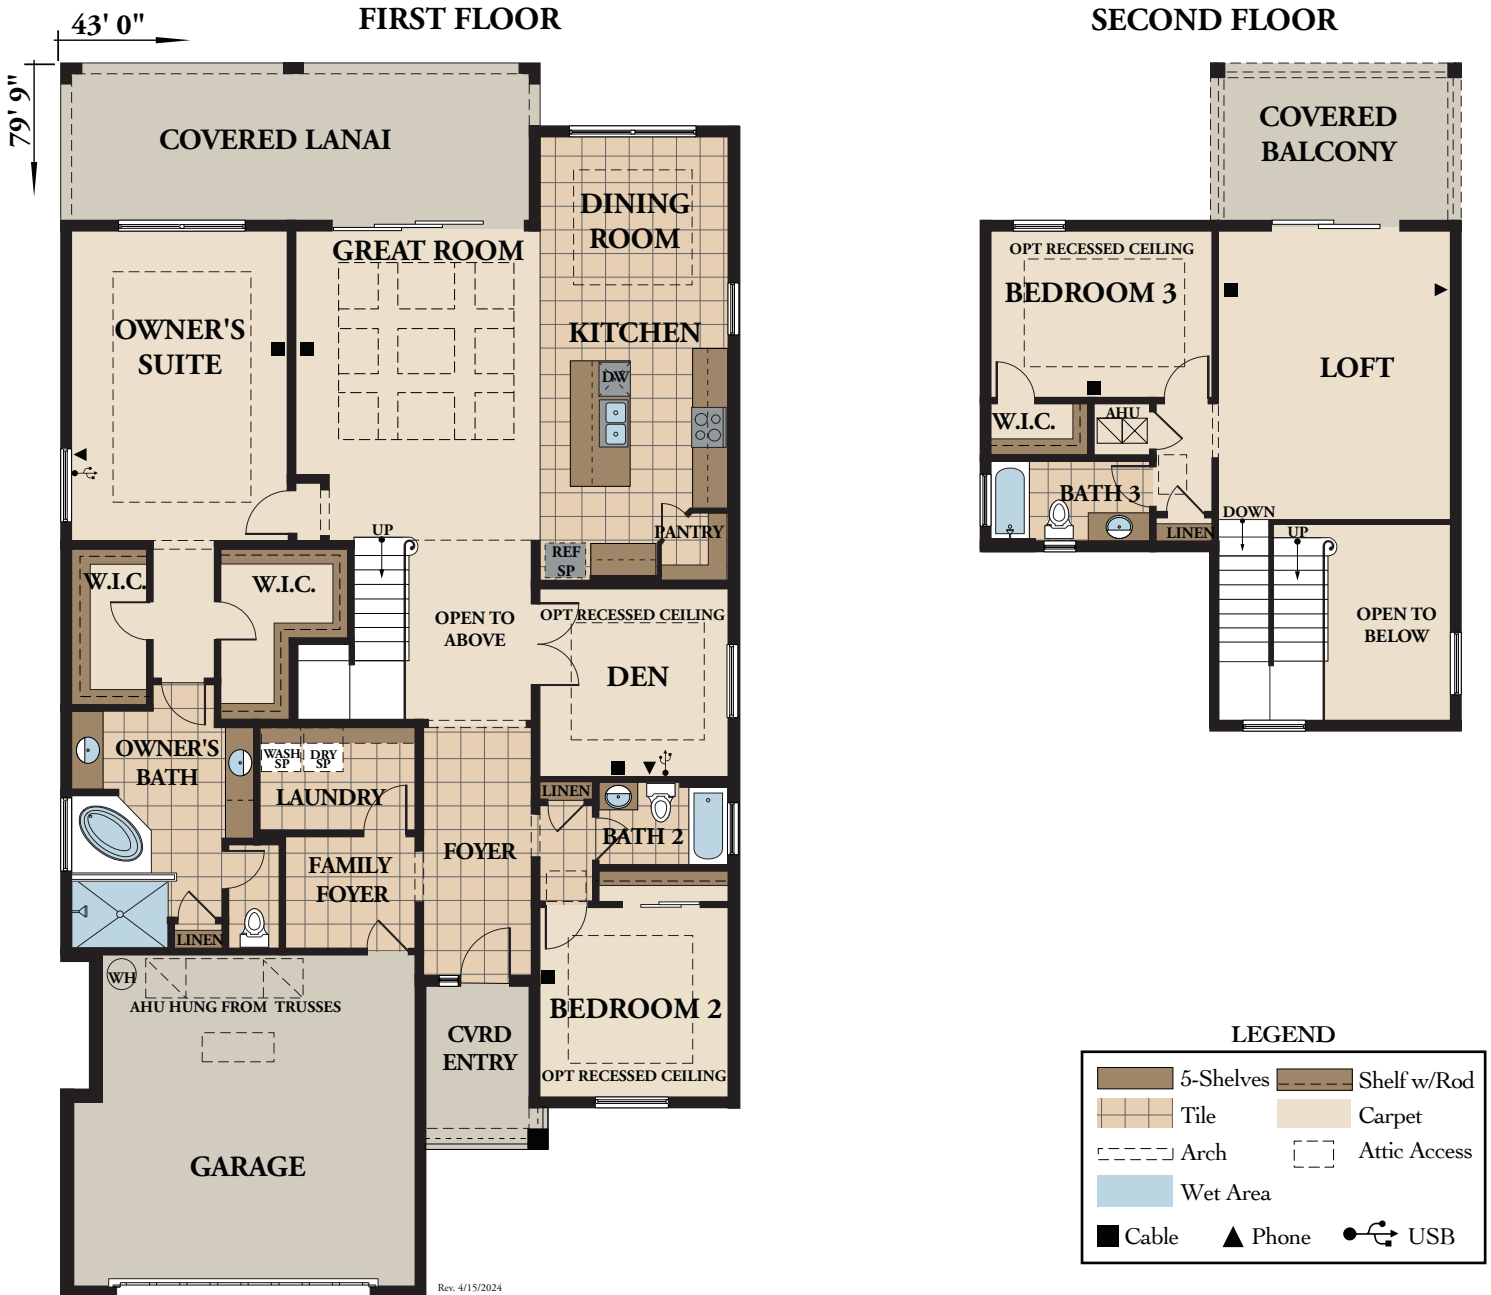 FIRST FLOOR
SECOND FLOOR
43' 0"
79' 9"
COVERED LANAI
DINING
ROOM
GREAT ROOM
OWNER'S
SUITE
KITCHEN
DW
PANTRY
REF
SP
UP
W.I.C.
W.I.C.
OPEN TO
ABOVE
OPT RECESSED CEILING
DEN
OWNER'S
BATH
WASH
SP
DRY
SP
LAUNDRY
LINEN
BATH 2
FAMILY
FOYER
FOYER
LINEN
WH
AHU HUNG FROM TRUSSES
BEDROOM 2
OPT RECESSED CEILING
CVRD
ENTRY
GARAGE
Rev. 4/15/2024
COVERED
BALCONY
OPT RECESSED CEILING
BEDROOM 3
LOFT
W.I.C.
AHU
BATH 3
LINEN
DOWN
UP
OPEN TO
BELOW
LEGEND
5-Shelves
Shelf w/Rod
Tile
Carpet
Arch
Attic Access
Wet Area
Cable
Phone
USB